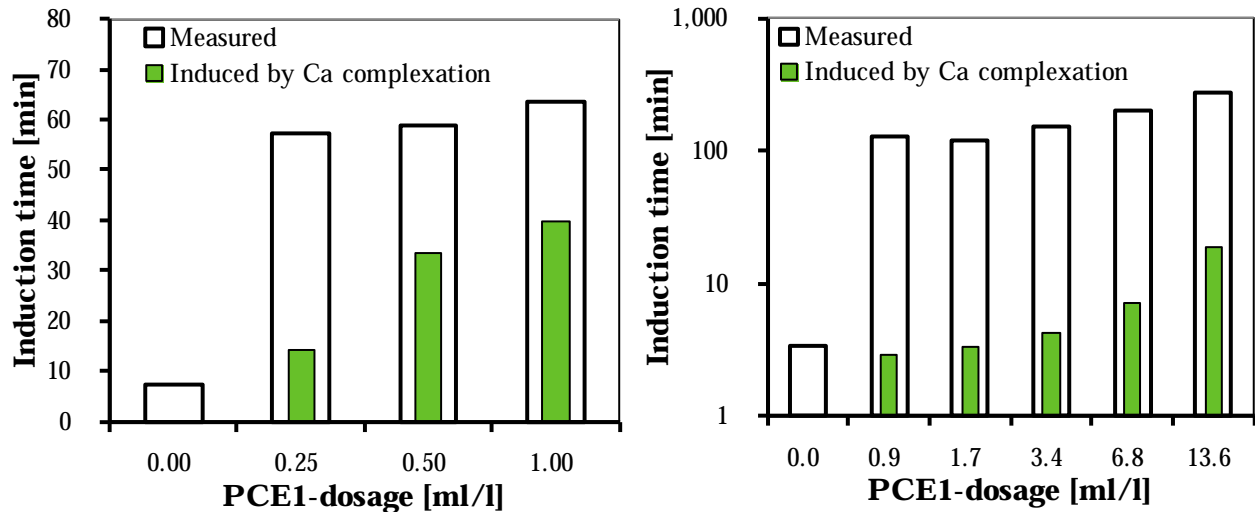 80
70
60
50
40
30
20
10
0
Induction time [min]
Measured
Induced by Ca complexation
0.00 0.25 0.50 1.00
PCE1-dosage [ml/l]
1,000
100
10
1
Induction time [min]
Measured
Induced by Ca complexation
0.0 0.9 1.7 3.4 6.8 13.6
PCE1-dosage [ml/l]